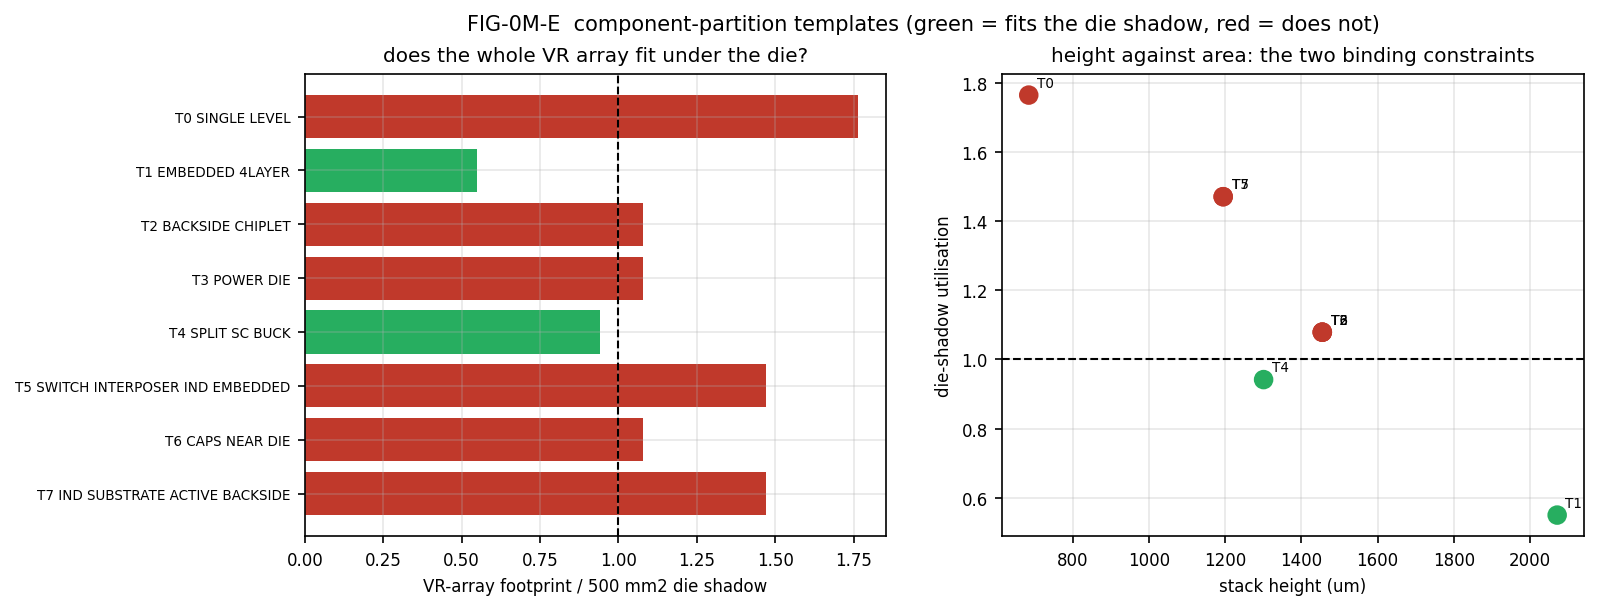 FIG-0M-E  component-partition templates (green = fits the die shadow, red = does not)
does the whole VR array fit under the die?
T0 SINGLE LEVEL
T1 EMBEDDED 4LAYER
T2 BACKSIDE CHIPLET
T3 POWER DIE
T4 SPLIT SC BUCK
T5 SWITCH INTERPOSER IND EMBEDDED
T6 CAPS NEAR DIE
T7 IND SUBSTRATE ACTIVE BACKSIDE
0.00 0.25 0.50 0.75 1.00 1.25 1.50 1.75
VR-array footprint / 500 mm2 die shadow
height against area: the two binding constraints
die-shadow utilisation
1.8
1.6
1.4
1.2
1.0
0.8
0.6
T0
T4
T1
800 1000 1200 1400 1600 1800 2000
stack height (um)